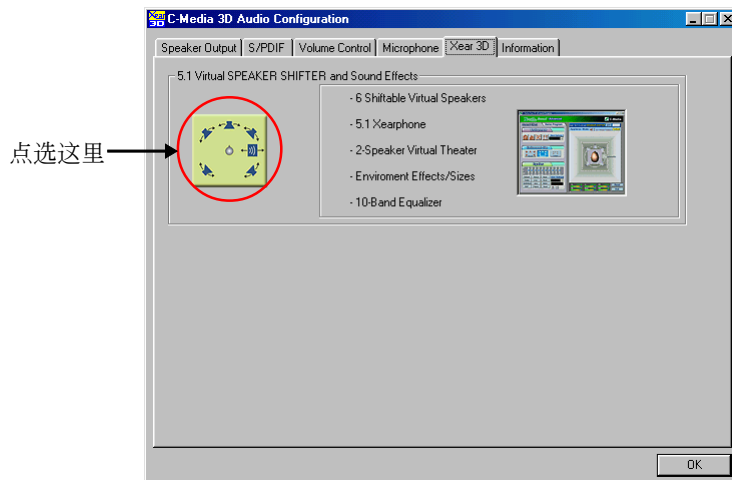 C-Media 3D Audio Configuration
Speaker Output S/PDIF Volume Control Microphone Xear 3D Information
5.1 Virtual SPEAKER SHIFTER and Sound Effects
- 6 Shiftable Virtual Speakers
- 5.1 Xearphone
点选这里
- 2-Speaker Virtual Theater
- Enviroment Effects/Sizes
- 10-Band Equalizer
OK